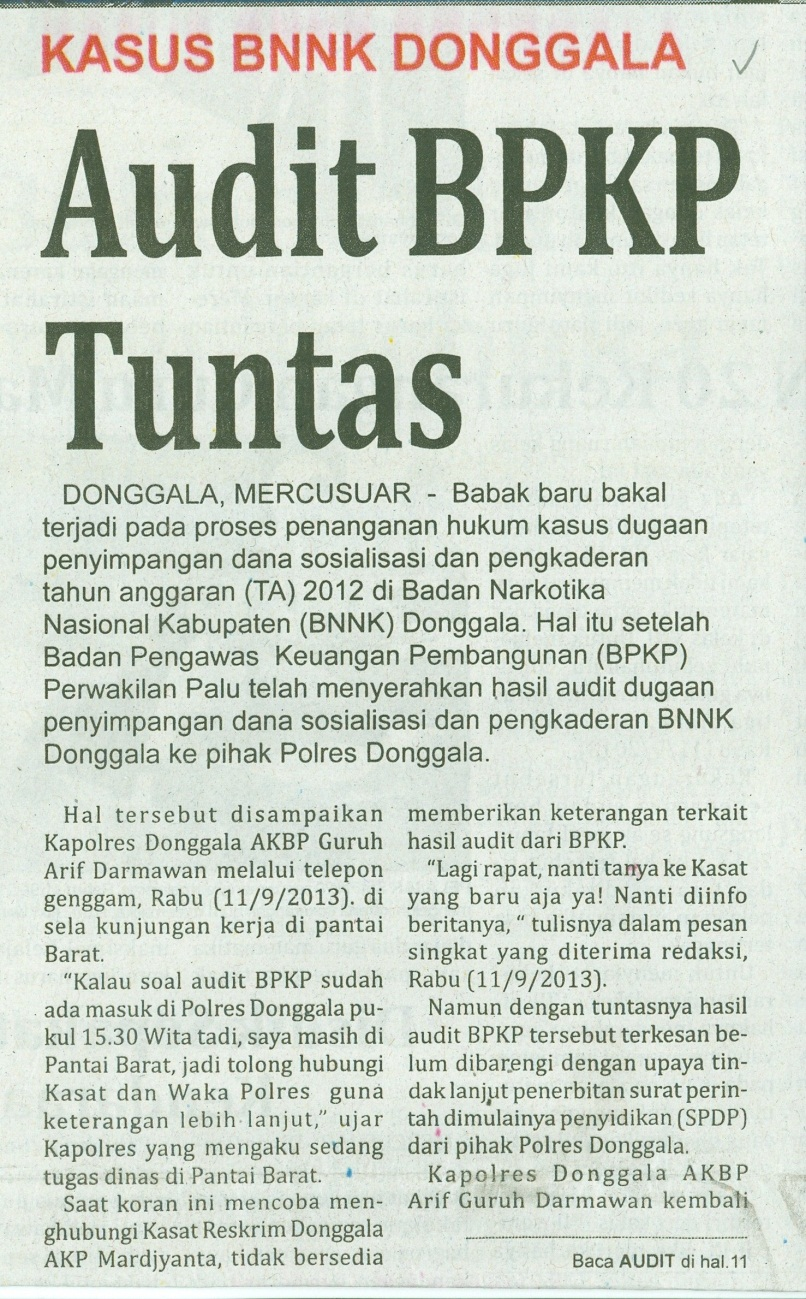 KASUS BNNK DONGGALA
Audit BPKP
Tuntas
DONGGALA, MERCUSUAR - Babak baru bakal
terjadi pada proses penanganan hukum kasus dugaan
penyimpangan dana sosialisasi dan pengkaderan
tahun anggaran (TA) 2012 di Badan Narkotika
Nasional Kabupaten (BNNK) Donggala. Hal itu setelah
Badan Pengawas Keuangan Pembangunan (BPKP)
Perwakilan Palu telah menyerahkan hasil audit dugaan
penyimpangan dana sosialisasi dan pengkaderan BNNK
Donggala ke pihak Polres Donggala.
Hal tersebut disampaikan
Kapolres Donggala AKBP Guruh
Arif Darmawan melalui telepon
genggam, Rabu (11/9/2013). di
sela kunjungan kerja di pantai
Barat.
"Kalau soal audit BPKP sudah
ada masuk di Polres Donggala pu-
kul 15.30 Wita tadi, saya masih di
Pantai Barat, jadi tolong hubungi
Kasat dan Waka Polres guna
keterangan lebih lanjut," ujar
Kapolres yang mengaku sedang
tugas dinas di Pantai Barat.
Saat koran ini mencoba men-
ghubungi Kasat Reskrim Donggala
AKP Mardjyanta, tidak bersedia
memberikan keterangan terkait
hasil audit dari BPKP.
"Lagi rapat, nanti tanya ke Kasat
yang baru aja ya! Nanti diinfo
beritanya, " tulisnya dalam pesan
singkat yang diterima redaksi,
Rabu (11/9/2013).
Namun dengan tuntasnya hasil
audit BPKP tersebut terkesan be-
lum dibarengi dengan upaya tin-
dak lanjut penerbitan surat perin-
tah dimulainya penyidikan (SPDP)
dari pihak Polres Donggala.
Kapolres Donggala AKBP
Arif Guruh Darmawan kembali
Baca AUDIT di hal.11